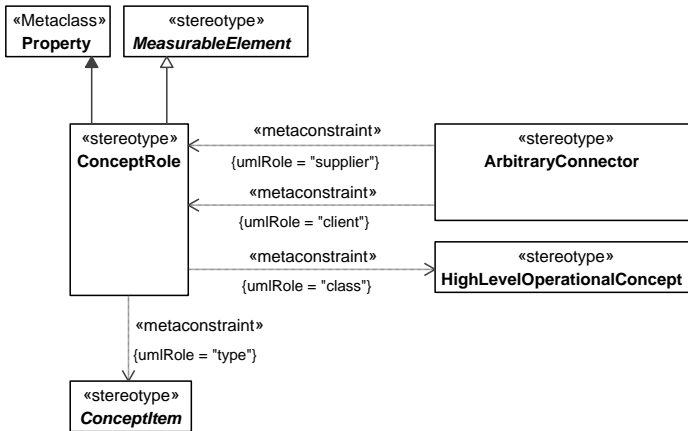 «Metaclass»
Property
«stereotype»
MeasurableElement
«stereotype»
ConceptRole
«metaconstraint»
{umlRole = "supplier"}
«stereotype»
ArbitraryConnector
«metaconstraint»
{umlRole = "client"}
«metaconstraint»
{umlRole = "class"}
«stereotype»
HighLevelOperationalConcept
«metaconstraint»
{umlRole = "type"}
«stereotype»
ConceptItem